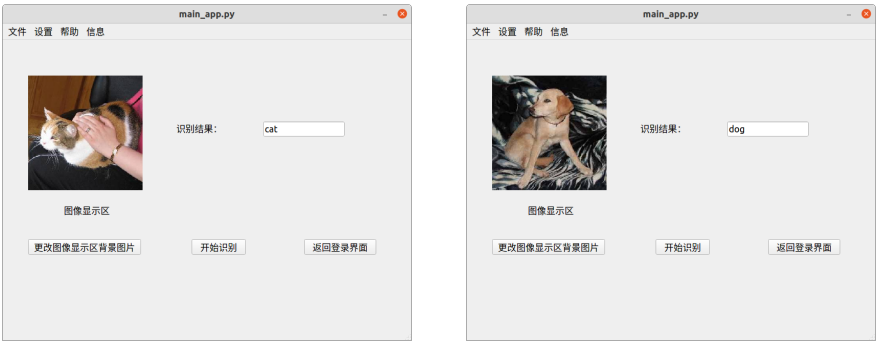 main_app.py
文件 设置 帮助 信息
识别结果： cat
图像显示区
更改图像显示区背景图片 开始识别 返回登录界面
main_app.py
文件 设置 帮助 信息
识别结果： dog
图像显示区
更改图像显示区背景图片 开始识别 返回登录界面